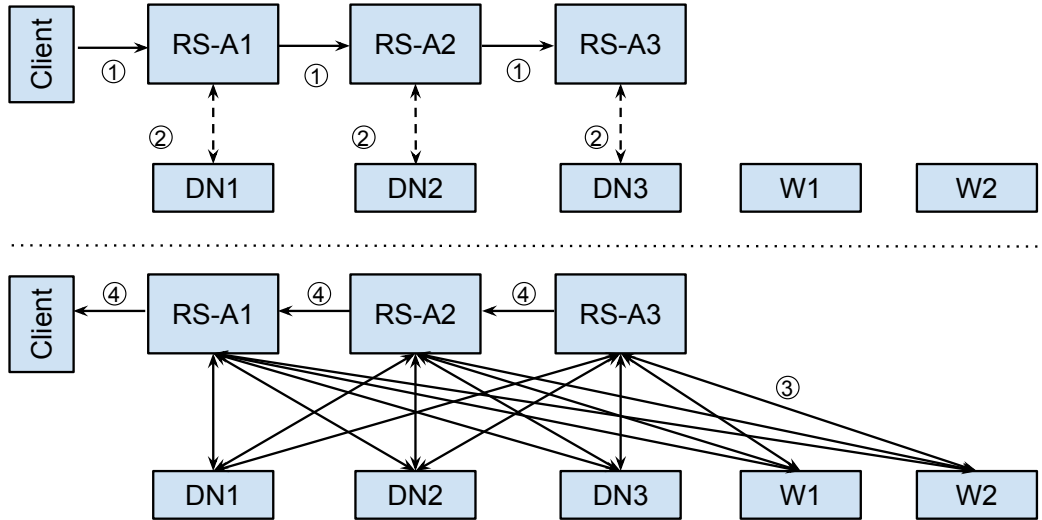 Client
RS-A1
RS-A2
RS-A3
①
①
①
②
②
②
DN1
DN2
DN3
W1
W2
Client
④
RS-A1
④
RS-A2
④
RS-A3
③
DN1
DN2
DN3
W1
W2